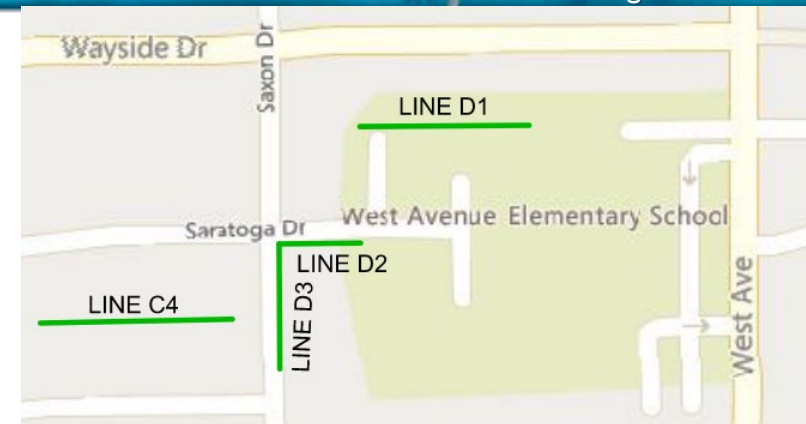 Wayside Dr
Saxon Dr
LINE D1
West Avenue Elementary School
Saratoga Dr
LINE D2
LINE D3
LINE C4
West Ave